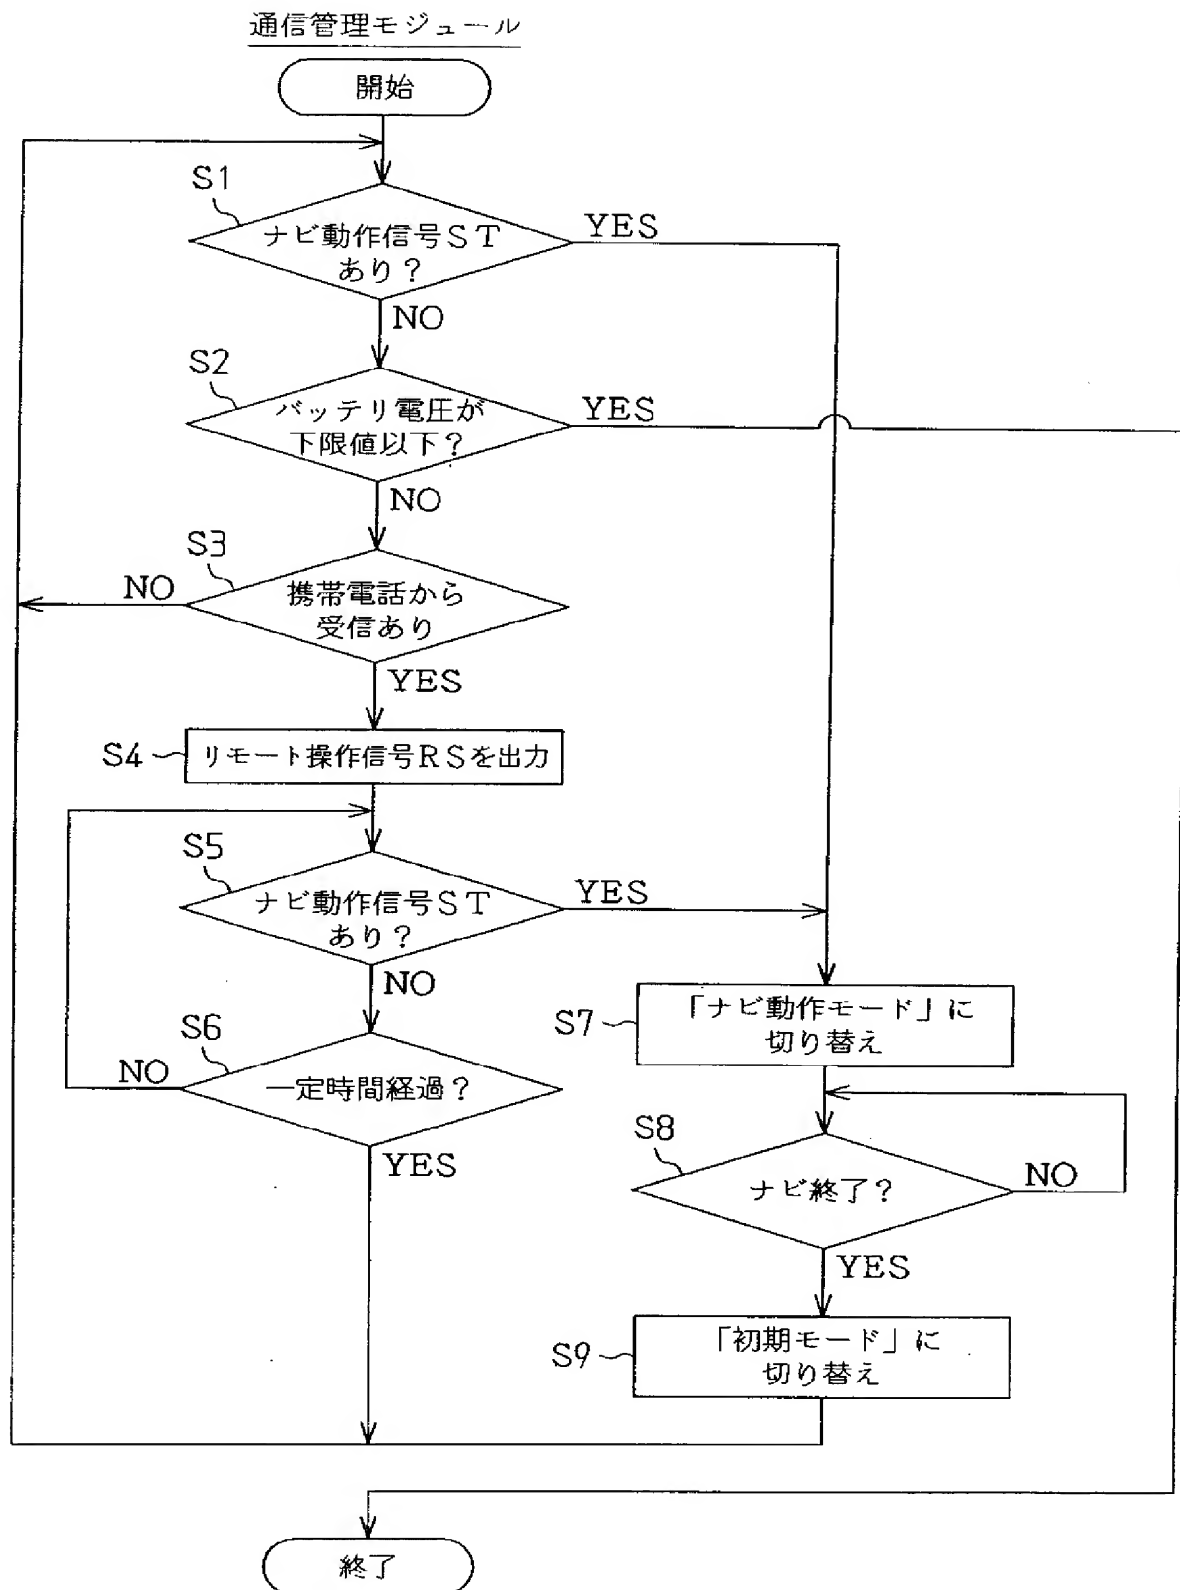 通信管理モジュール
開始
S1
ナビ動作信号ST
あり?
YES
NO
S2
バッテリ電圧が
下限値以下?
YES
NO
S3
携帯電話から
受信あり
NO
YES
S4
リモート操作信号RSを出力
S5
ナビ動作信号ST
あり?
YES
NO
S6
一定時間経過?
NO
YES
S7
「ナビ動作モード」に
切り替え
S8
ナビ終了?
NO
YES
S9
「初期モード」に
切り替え
終了